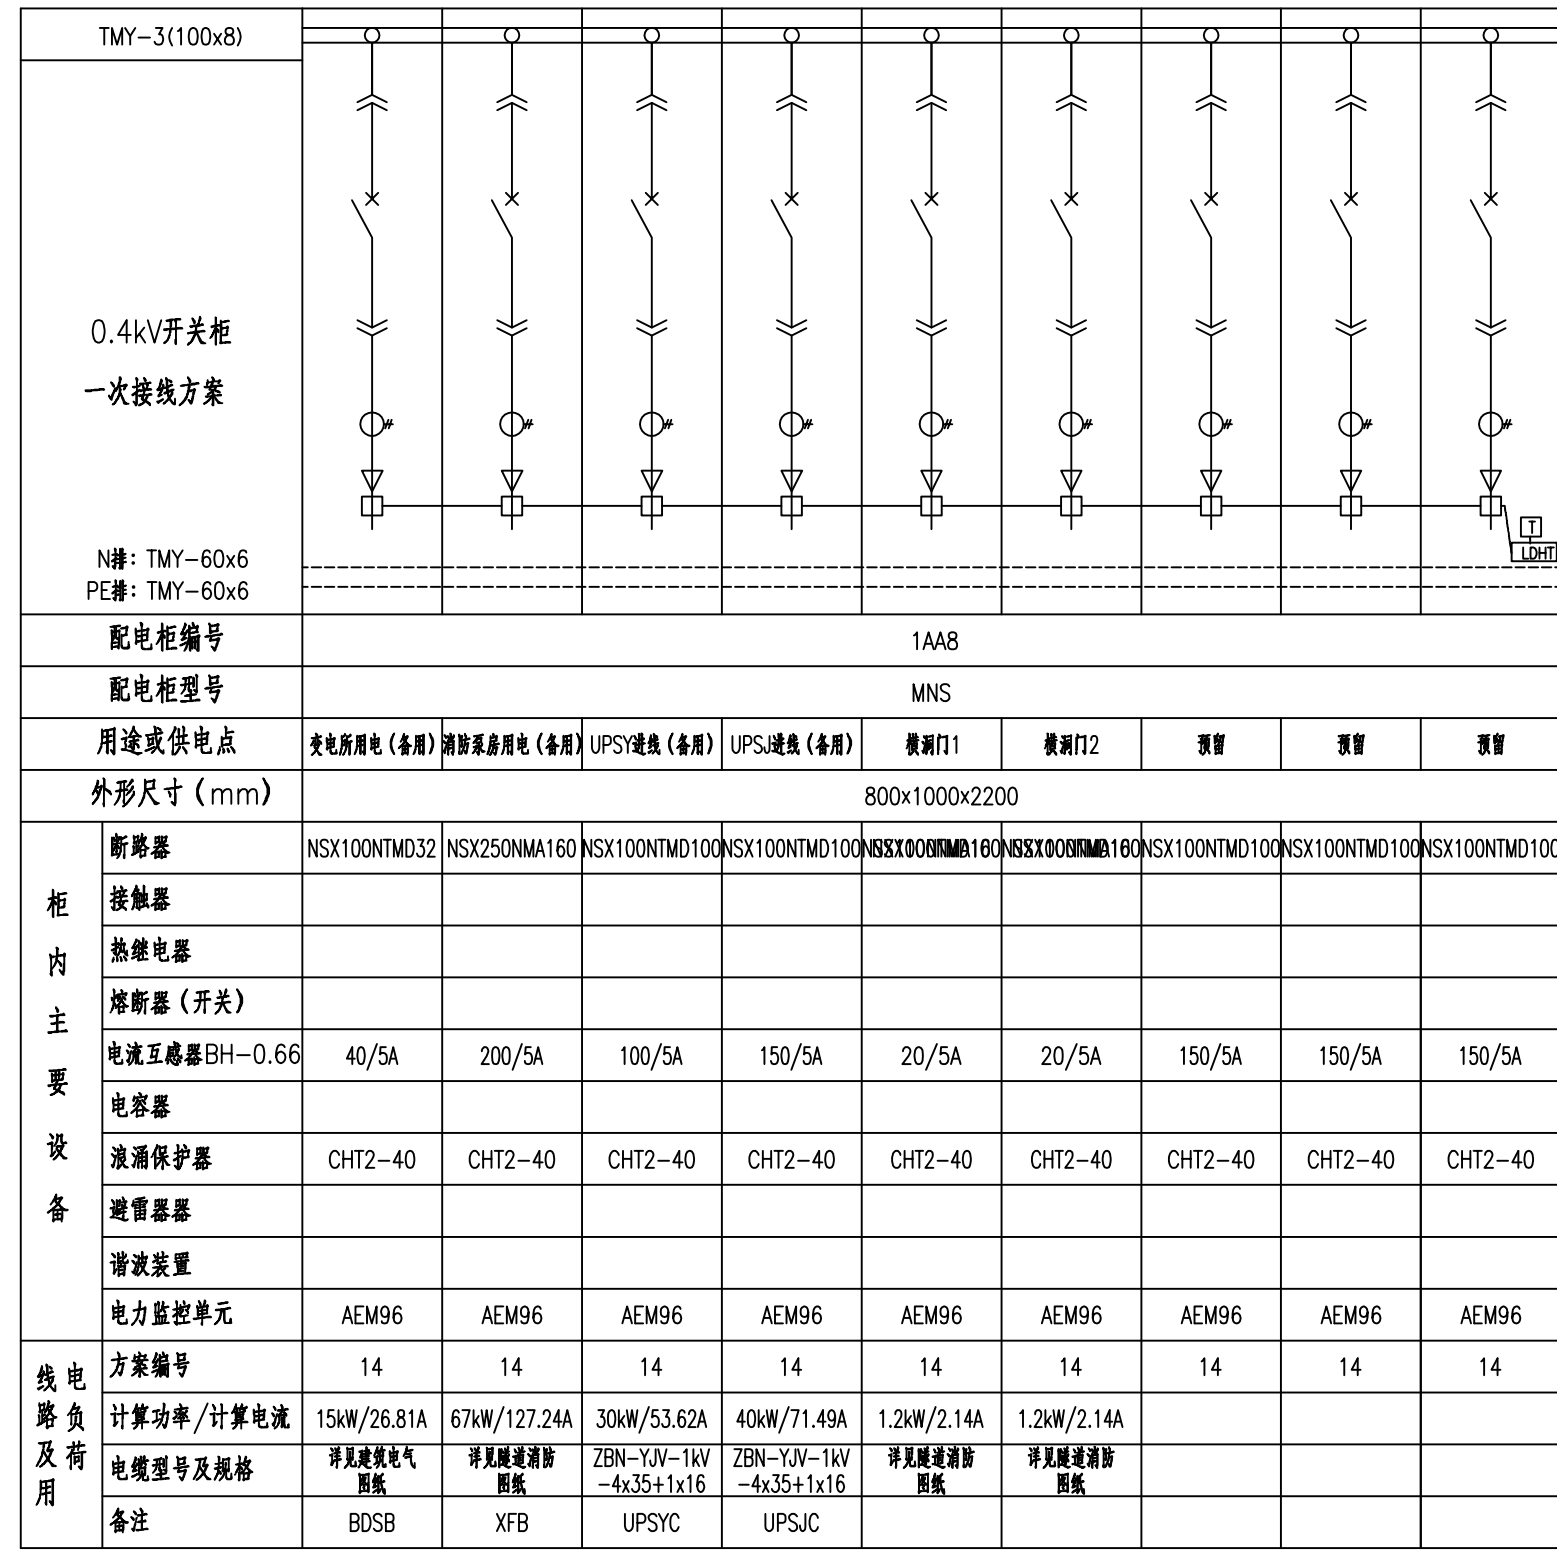 TMY-3(100x8)
0.4kV开关柜
一次接线方案
T
LDHT
N排：TMY-60x6
PE排：TMY-60x6
配电柜编号 1AA8
配电柜型号 MNS
用途或供电点 变电所用电（备用） 消防泵房用电（备用） UPSY进线（备用） UPSJ进线（备用） 横洞门1 横洞门2 预留 预留 预留
外形尺寸（mm） 800x1000x2200
柜内主要设备
断路器 NSX100NTMD32 NSX250NMA160 NSX100NTMD100 NSX100NTMD100 NSX100NTMD100 NSX100NTMD100 NSX100NTMD100
接触器
热继电器
熔断器（开关）
电流互感器BH-0.66 40/5A 200/5A 100/5A 150/5A 20/5A 20/5A 150/5A 150/5A 150/5A
电容器
浪涌保护器 CHT2-40 CHT2-40 CHT2-40 CHT2-40 CHT2-40 CHT2-40 CHT2-40 CHT2-40 CHT2-40
避雷器器
谐波装置
电力监控单元 AEM96 AEM96 AEM96 AEM96 AEM96 AEM96 AEM96 AEM96 AEM96
线路及用
电负荷
方案编号 14 14 14 14 14 14 14 14 14
计算功率/计算电流 15kW/26.81A 67kW/127.24A 30kW/53.62A 40kW/71.49A 1.2kW/2.14A 1.2kW/2.14A
电缆型号及规格 详见建筑电气 详见隧道消防 ZBN-YJV-1kV ZBN-YJV-1kV 详见隧道消防 详见隧道消防
图纸 图纸 -4x35+1x16 -4x35+1x16 图纸 图纸
备注 BDSB XFB UPSYC UPSJC